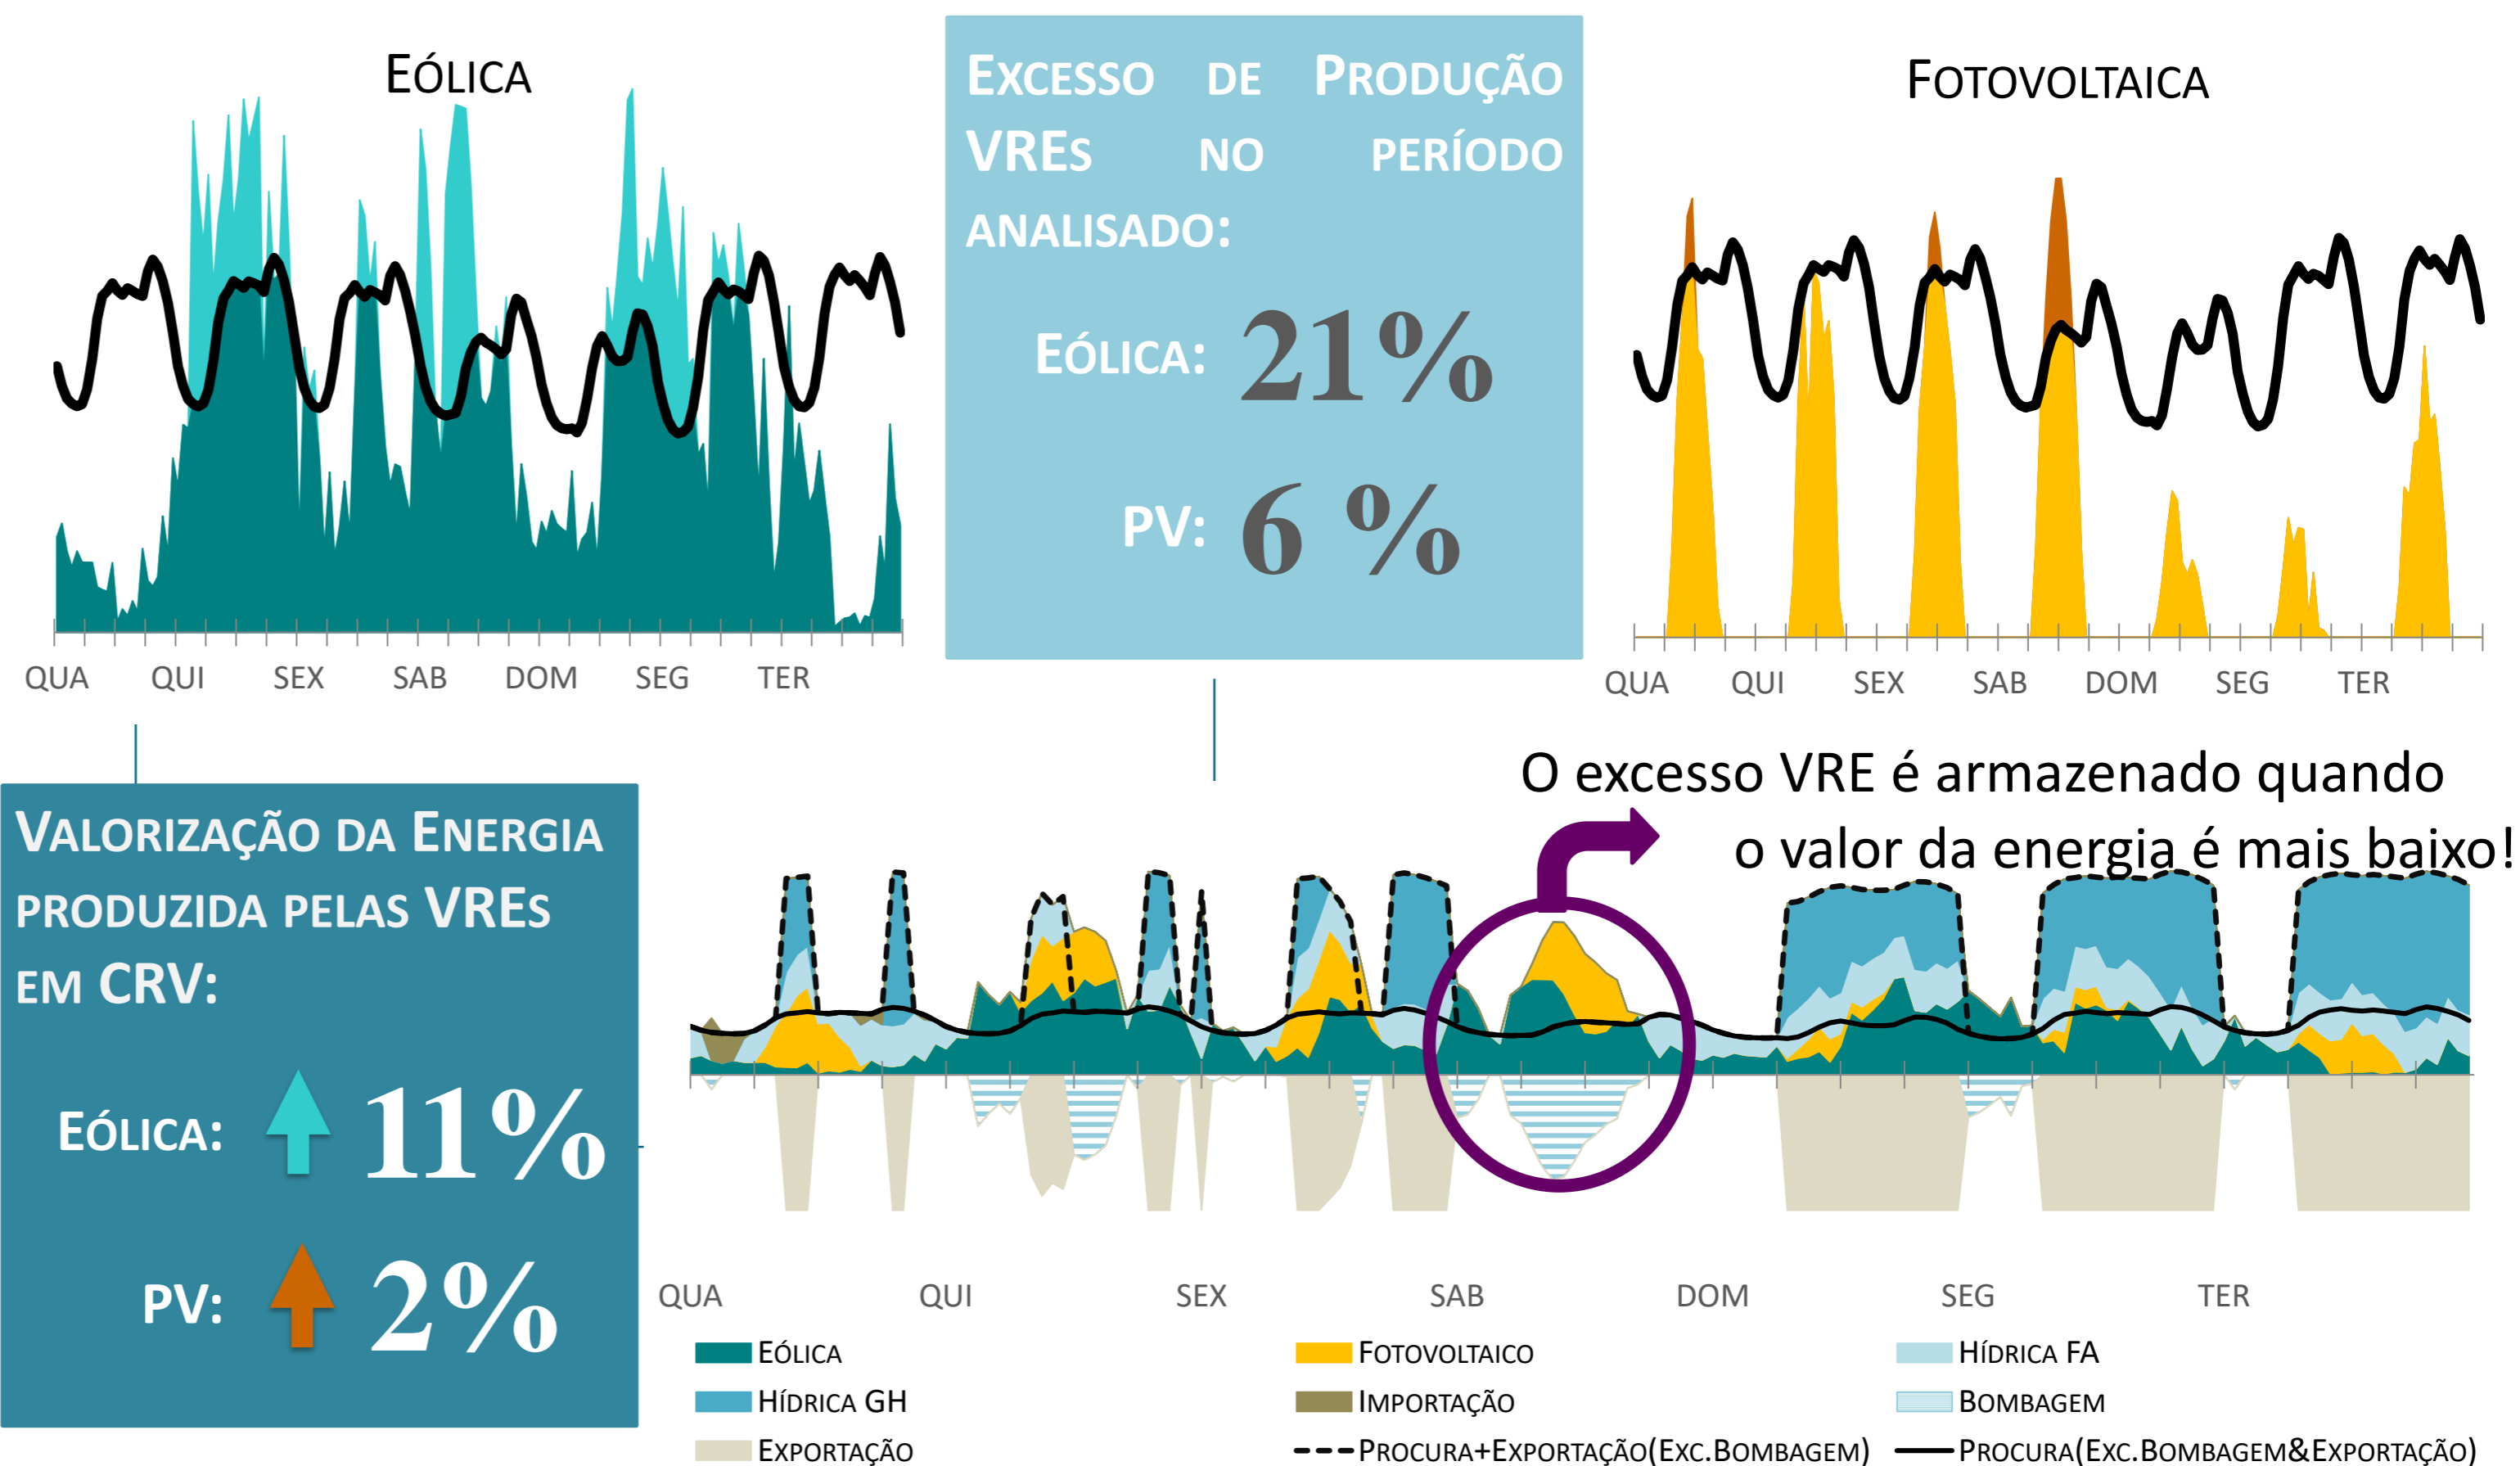 Eólica
Excesso de Produção
VREs no período
analisado:
Eólica: 21%
PV: 6 %
Fotovoltaica
QUA QUI SEX SAB DOM SEG TER
QUA QUI SEX SAB DOM SEG TER
O excesso VRE é armazenado quando
o valor da energia é mais baixo!
Valorização da Energia
produzida pelas VREs
em CRV:
Eólica: 11%
PV: 2%
QUA QUI SEX SAB DOM SEG TER
Eólica Fotovoltaico Hídrica FA
Hídrica GH Importação Bombagem
Exportação Procura+Exportação(Exc.Bombagem) Procura(Exc.Bombagem&Exportação)